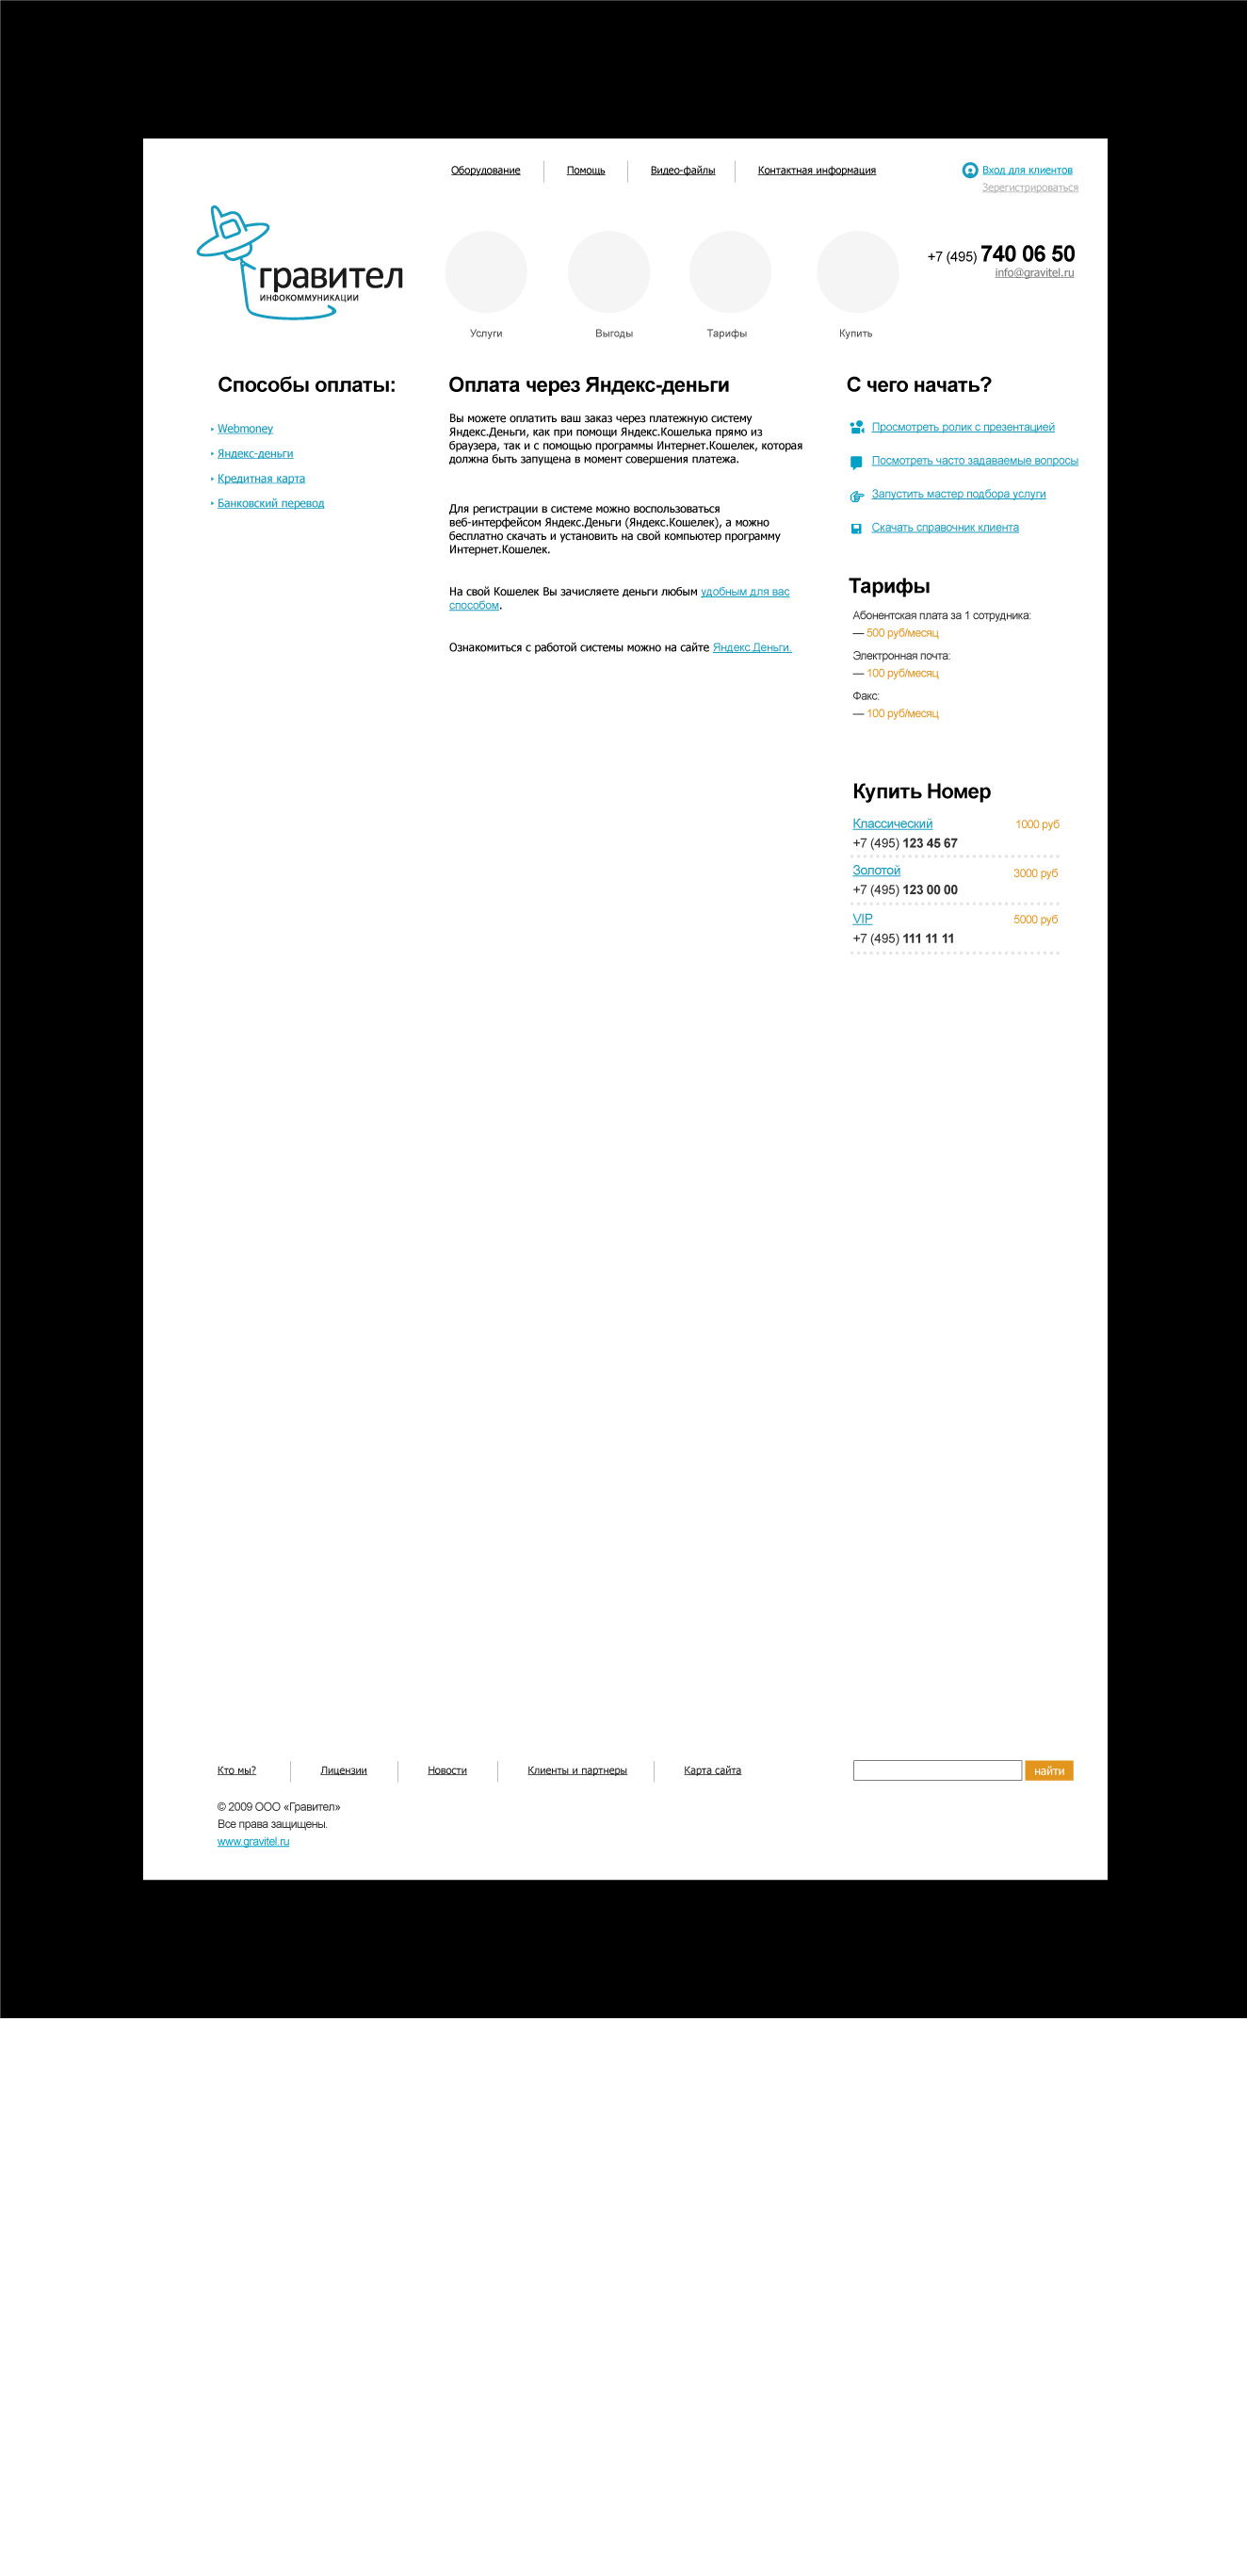 Оборудование
Помощь
Видео-файлы
Контактная информация
Вход для клиентов
Зерегистрироваться
гравител
ИНФОКОММУНИКАЦИИ
+7 (495) 740 06 50
info@gravitel.ru
Услуги
Выгоды
Тарифы
Купить
Способы оплаты:
Webmoney
Яндекс-деньги
Кредитная карта
Банковский перевод
Оплата через Яндекс-деньги
Вы можете оплатить ваш заказ через платежную систему
Яндекс.Деньги, как при помощи Яндекс.Кошелька прямо из
браузера, так и с помощью программы Интернет.Кошелек, которая
должна быть запущена в момент совершения платежа.
Для регистрации в системе можно воспользоваться
веб-интерфейсом Яндекс.Деньги (Яндекс.Кошелек), а можно
бесплатно скачать и установить на свой компьютер программу
Интернет.Кошелек.
На свой Кошелек Вы зачисляете деньги любым удобным для вас
способом.
Ознакомиться с работой системы можно на сайте Яндекс.Деньги.
С чего начать?
Просмотреть ролик с презентацией
Посмотреть часто задаваемые вопросы
Запустить мастер подбора услуги
Скачать справочник клиента
Тарифы
Абонентская плата за 1 сотрудника:
— 500 руб/месяц
Электронная почта:
— 100 руб/месяц
Факс:
— 100 руб/месяц
Купить Номер
Классический 1000 руб
+7 (495) 123 45 67
Золотой 3000 руб
+7 (495) 123 00 00
VIP 5000 руб
+7 (495) 111 11 11
Кто мы?
Лицензии
Новости
Клиенты и партнеры
Карта сайта
найти
© 2009 ООО «Гравител»
Все права защищены.
www.gravitel.ru